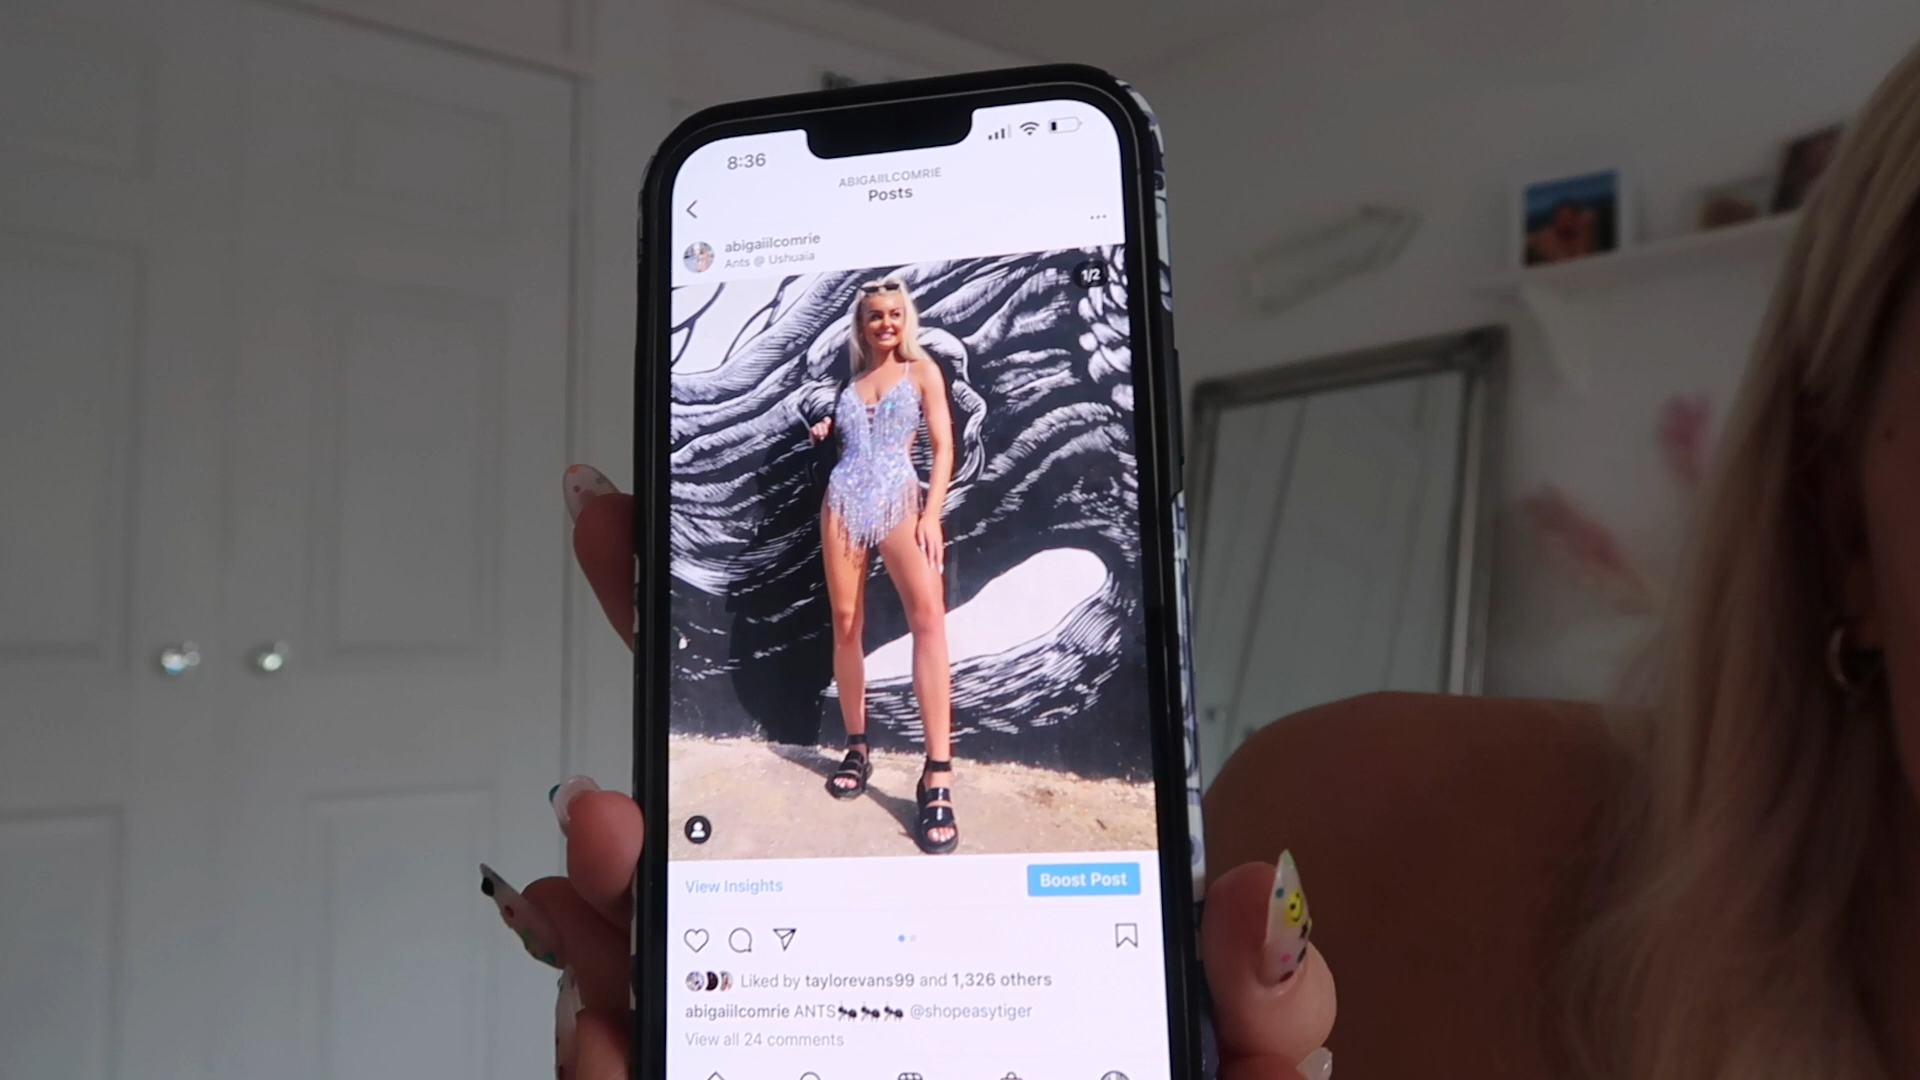 8:36
ABIGAIILCOMRIE
Posts
abigaiilcomrie
Ants @ Ushuaia
1/2
View Insights
Boost Post
Liked by taylorevans99 and 1,326 others
abigaiilcomrie ANTS🐜🐜🐜 @shopeasytiger
View all 24 comments